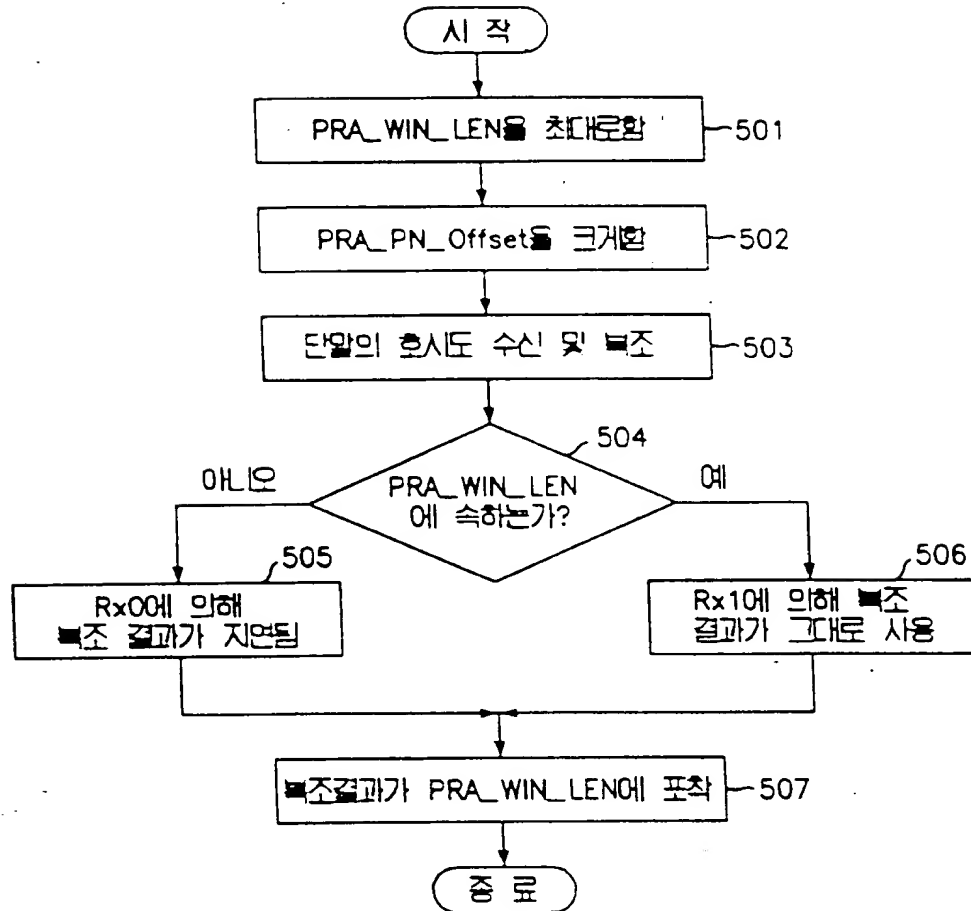 시 작
PRA_WIN_LEN을 최대로함
501
PRA_PN_Offset을 크게함
502
단말의 호시도 수신 및 복조
503
504
PRA_WIN_LEN
에 속하는가?
아니오
예
505
Rx0에 의해
복조 결과가 지연됨
506
Rx1에 의해 복조
결과가 그대로 사용
복조결과가 PRA_WIN_LEN에 포착
507
종 료